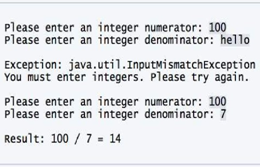 Please enter an integer numerator: 100
Please enter an integer denominator: hello
Exception: java.util.InputMismatchException
You must enter integers. Please try again.
Please enter an integer numerator: 100
Please enter an integer denominator: 7
Result: 100 / 7 = 14